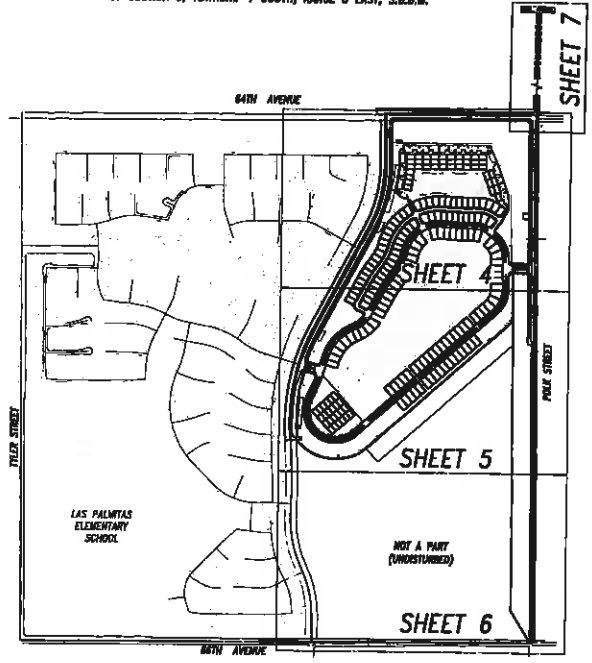 SHEET 7
64TH AVENUE
SHEET 4
POLK STREET
TYLER STREET
SHEET 5
LAS PALMITAS
ELEMENTARY
SCHOOL
NOT A PART
(UNDISTURBED)
SHEET 6
66TH AVENUE